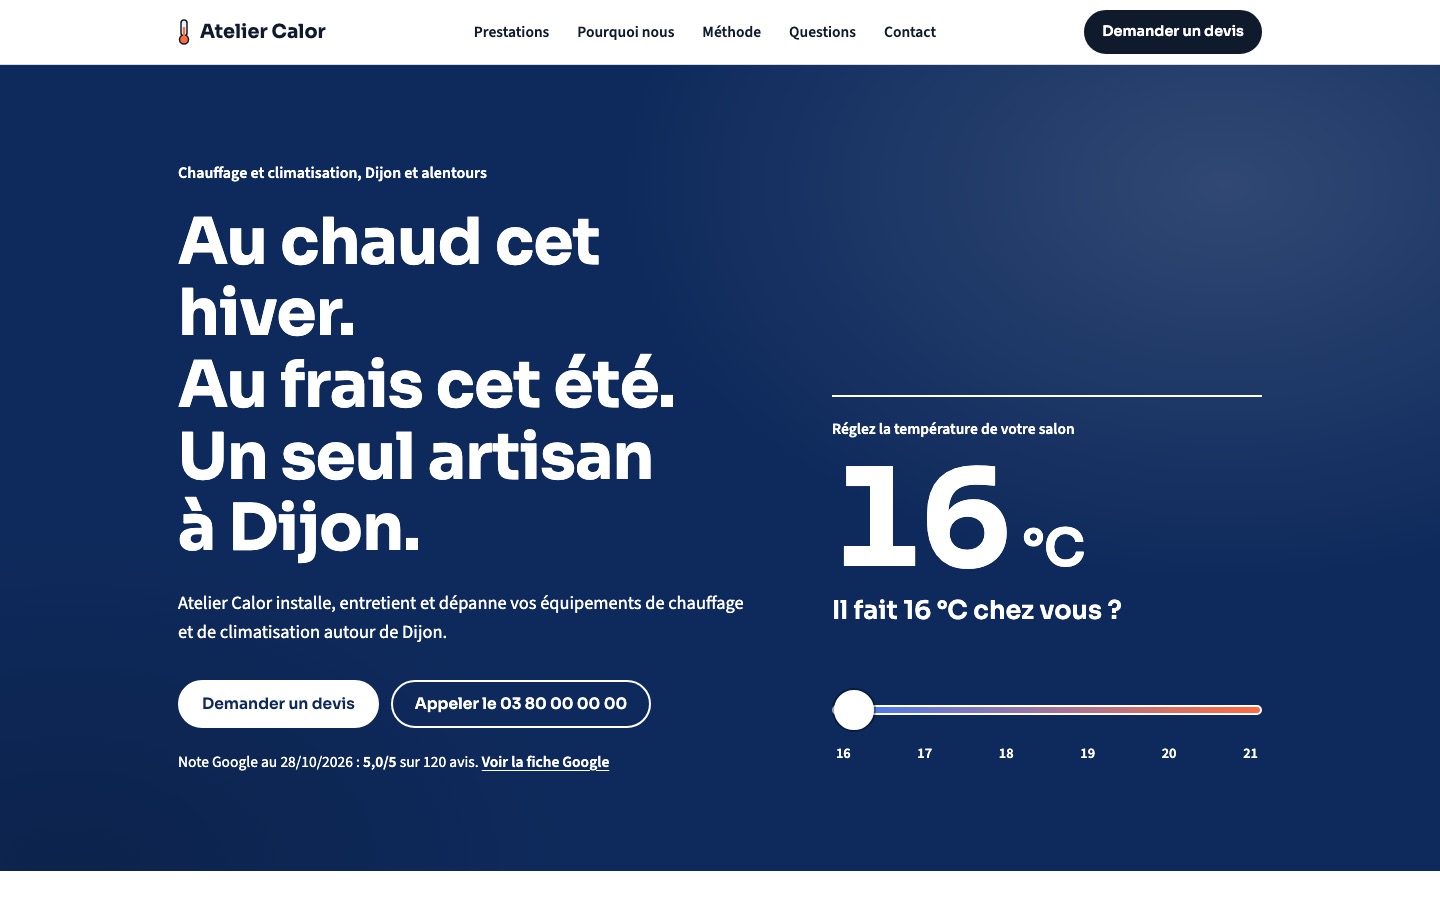 Atelier Calor
Prestations
Pourquoi nous
Méthode
Questions
Contact
Demander un devis
Chauffage et climatisation, Dijon et alentours
Au chaud cet
hiver.
Au frais cet été.
Un seul artisan
à Dijon.
Atelier Calor installe, entretient et dépanne vos équipements de chauffage
et de climatisation autour de Dijon.
Demander un devis
Appeler le 03 80 00 00 00
Note Google au 28/10/2026 : 5,0/5 sur 120 avis. Voir la fiche Google
Réglez la température de votre salon
16 °C
Il fait 16 °C chez vous ?
16 17 18 19 20 21